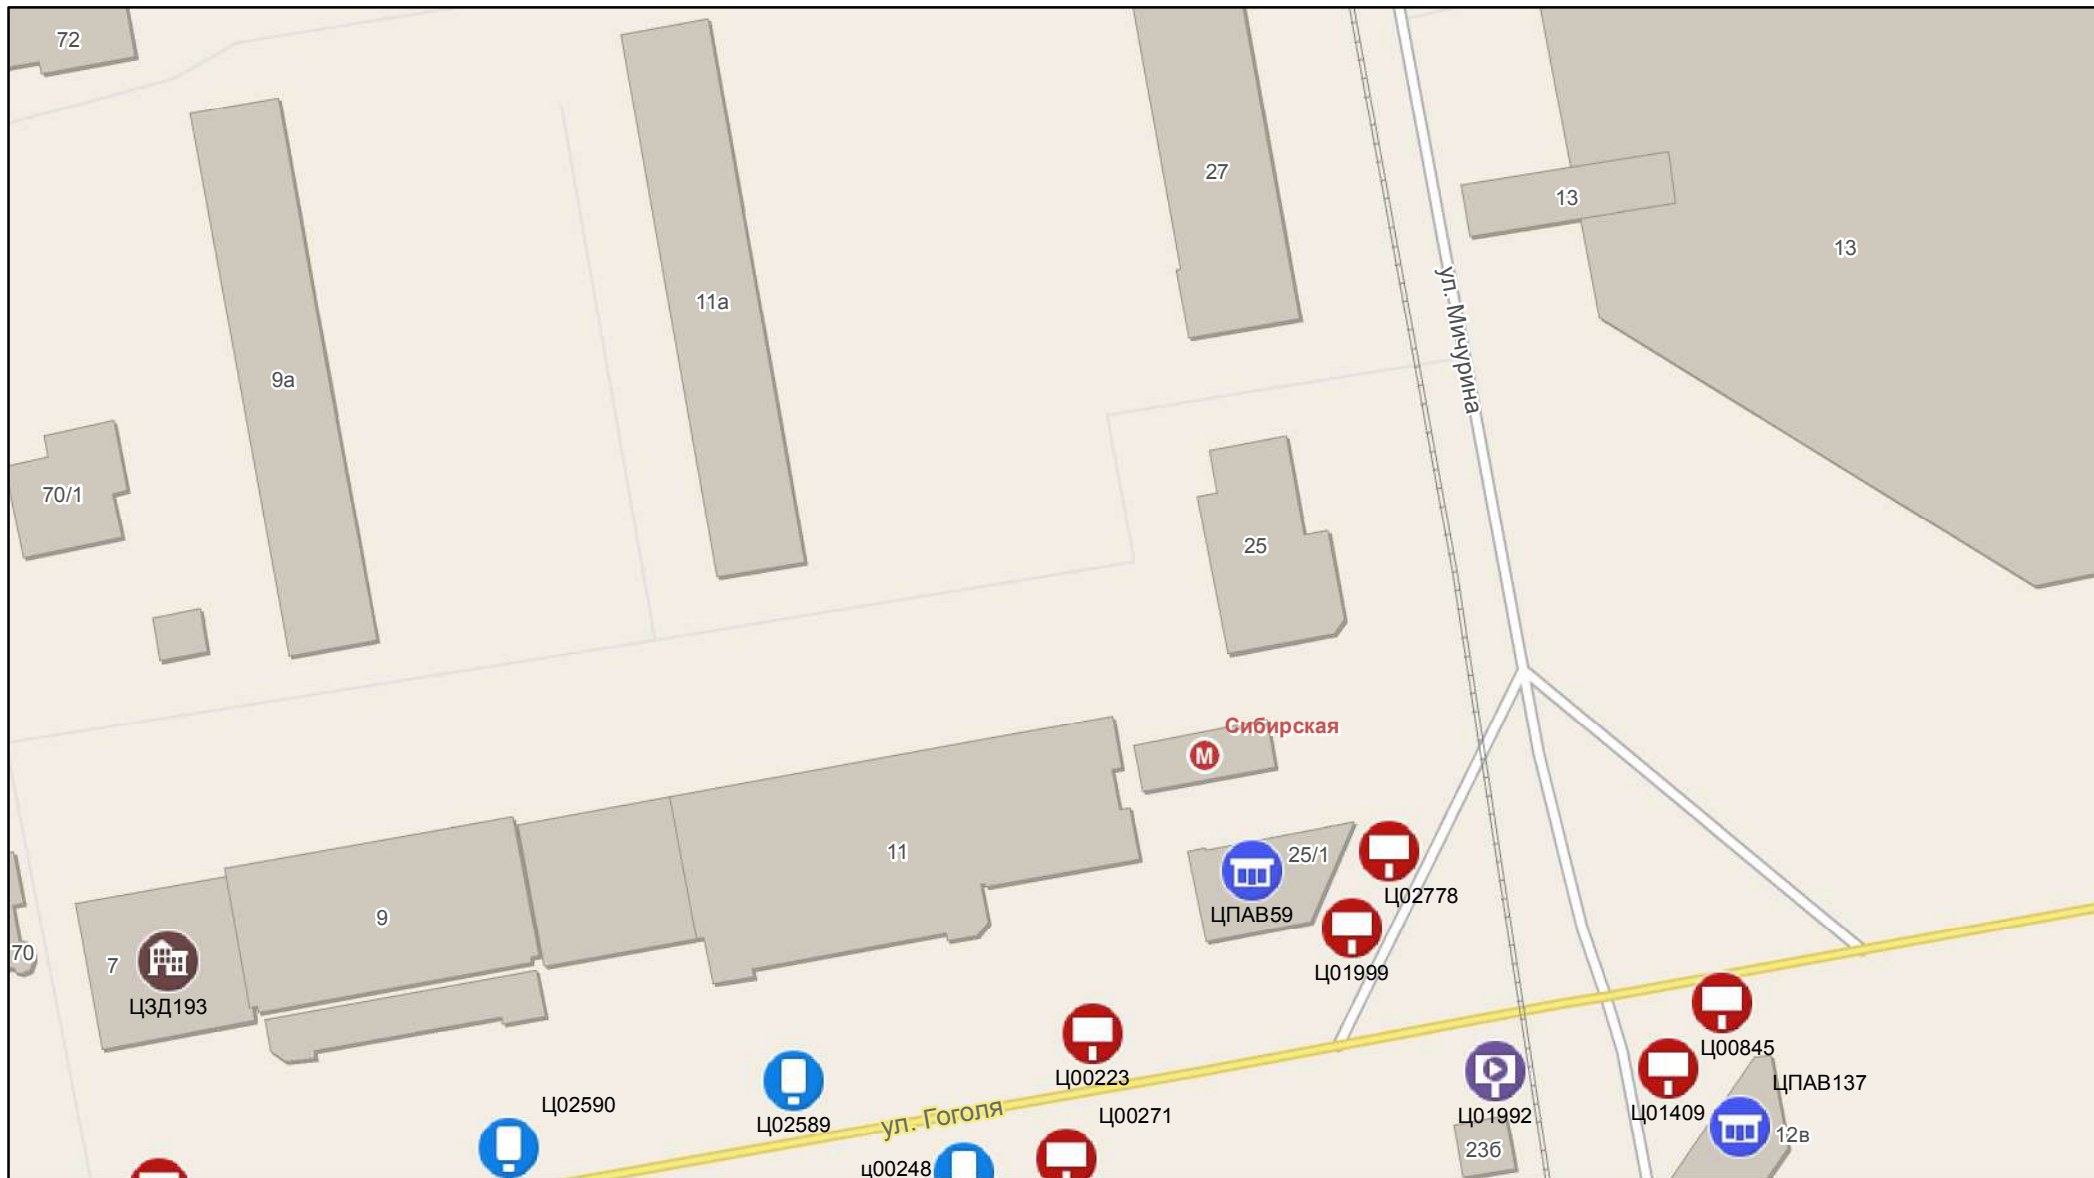 72
27
13
13
ул. Мичурина
11а
9а
70/1
25
Сибирская
М
11
25/1
Ц02778
ЦПАВ59
9
70
7
Ц01999
ЦЗД193
Ц00845
Ц00223
ЦПАВ137
Ц02590
Ц02589
ул. Гоголя
Ц00271
Ц01992
Ц01409
23б
12в
ц00248